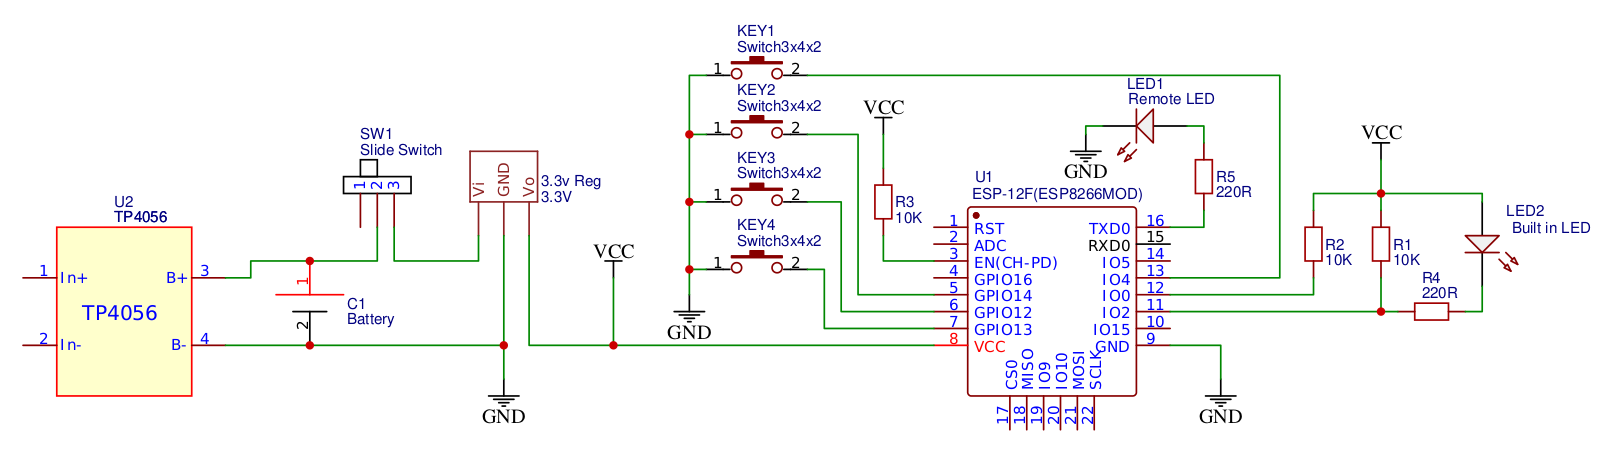 U2
TP4056
1
In+
B+
3
TP4056
2
In-
B-
4
1
C1
Battery
2
SW1
Slide Switch
1
2
3
Vi
GND
Vo
3.3v Reg
3.3V
GND
VCC
KEY1
Switch3x4x2
1
2
KEY2
Switch3x4x2
1
2
KEY3
Switch3x4x2
1
2
KEY4
Switch3x4x2
1
2
GND
VCC
R3
10K
U1
ESP-12F(ESP8266MOD)
1 RST
2 ADC
3 EN(CH-PD)
4 GPIO16
5 GPIO14
6 GPIO12
7 GPIO13
8 VCC
TXD0 16
RXD0 15
IO5 14
IO4 13
IO0 12
IO2 11
IO15 10
GND 9
CS0 17
MISO 18
IO9 19
IO10 20
MOSI 21
SCLK 22
LED1
Remote LED
GND
R5
220R
GND
VCC
R2
10K
R1
10K
R4
220R
LED2
Built in LED